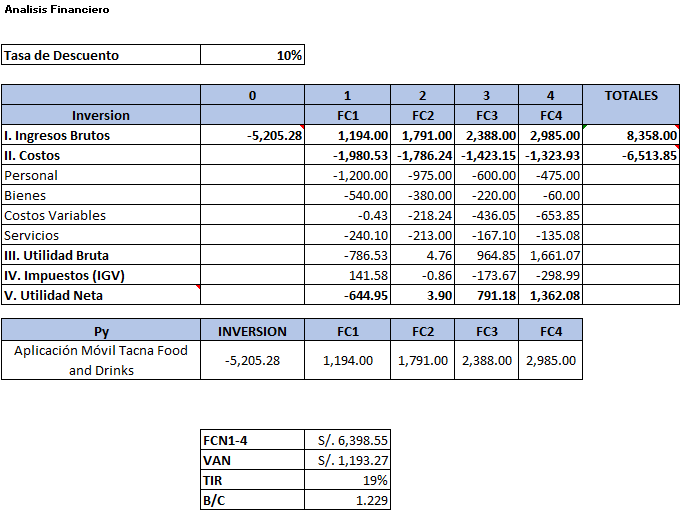 Analisis Financiero
Tasa de Descuento 10%
0 1 2 3 4 TOTALES
Inversion FC1 FC2 FC3 FC4
I. Ingresos Brutos -5,205.28 1,194.00 1,791.00 2,388.00 2,985.00 8,358.00
II. Costos -1,980.53 -1,786.24 -1,423.15 -1,323.93 -6,513.85
Personal -1,200.00 -975.00 -600.00 -475.00
Bienes -540.00 -380.00 -220.00 -60.00
Costos Variables -0.43 -218.24 -436.05 -653.85
Servicios -240.10 -213.00 -167.10 -135.08
III. Utilidad Bruta -786.53 4.76 964.85 1,661.07
IV. Impuestos (IGV) 141.58 -0.86 -173.67 -298.99
V. Utilidad Neta -644.95 3.90 791.18 1,362.08
Py INVERSION FC1 FC2 FC3 FC4
Aplicación Móvil Tacna Food
and Drinks -5,205.28 1,194.00 1,791.00 2,388.00 2,985.00
FCN1-4 S/. 6,398.55
VAN S/. 1,193.27
TIR 19%
B/C 1.229